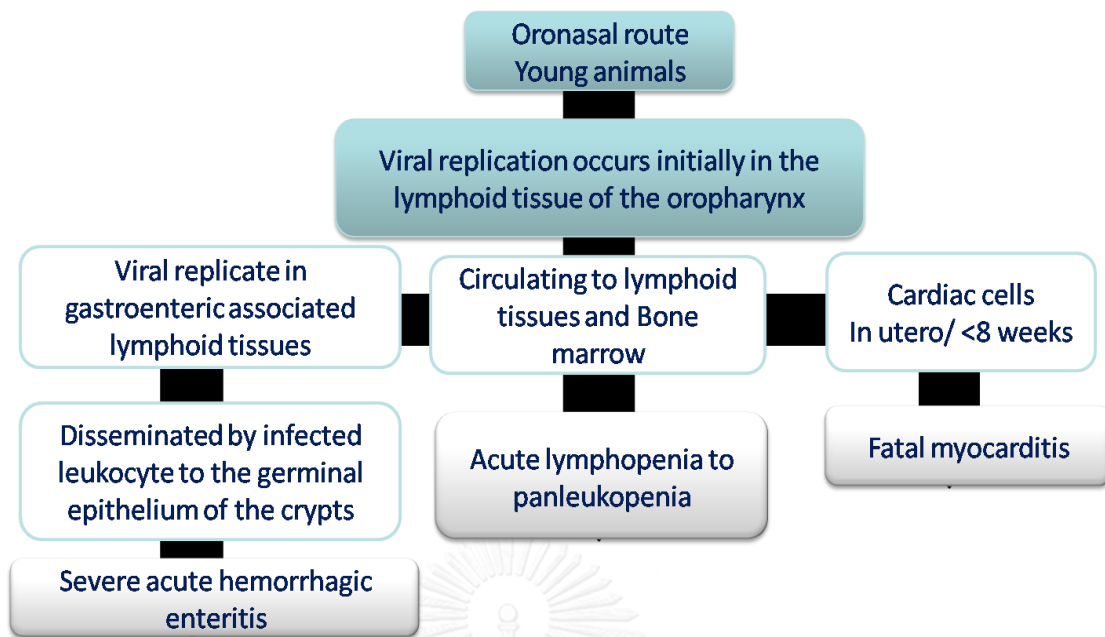 Oronasal route
Young animals
Viral replication occurs initially in the
lymphoid tissue of the oropharynx
Viral replicate in
gastroenteric associated
lymphoid tissues
Circulating to lymphoid
tissues and Bone
marrow
Cardiac cells
In utero/ <8 weeks
Disseminated by infected
leukocyte to the germinal
epithelium of the crypts
Acute lymphopenia to
panleukopenia
Fatal myocarditis
Severe acute hemorrhagic
enteritis